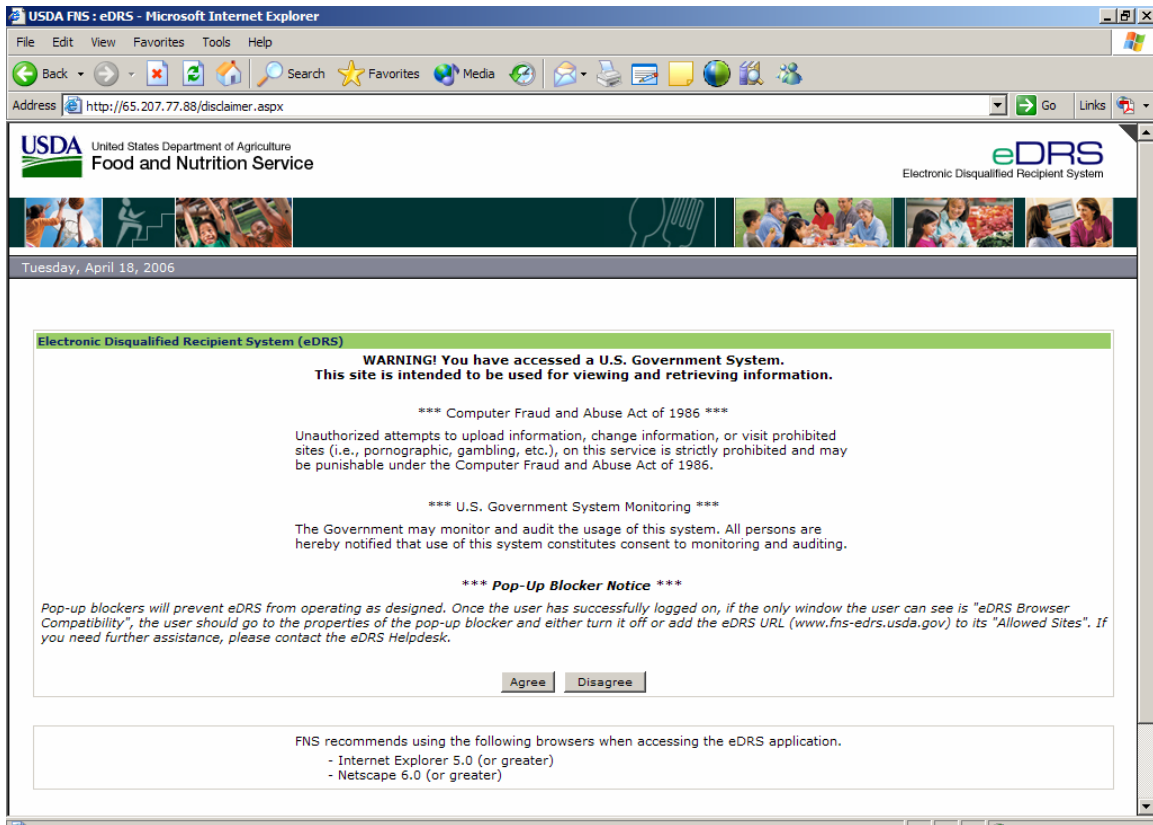 USDA FNS : eDRS - Microsoft Internet Explorer
File Edit View Favorites Tools Help
Back Search Favorites Media
Address http://65.207.77.88/disclaimer.aspx Go Links
USDA United States Department of Agriculture
Food and Nutrition Service
eDRS
Electronic Disqualified Recipient System
Tuesday, April 18, 2006
Electronic Disqualified Recipient System (eDRS)
WARNING! You have accessed a U.S. Government System.
This site is intended to be used for viewing and retrieving information.
*** Computer Fraud and Abuse Act of 1986 ***
Unauthorized attempts to upload information, change information, or visit prohibited
sites (i.e., pornographic, gambling, etc.), on this service is strictly prohibited and may
be punishable under the Computer Fraud and Abuse Act of 1986.
*** U.S. Government System Monitoring ***
The Government may monitor and audit the usage of this system. All persons are
hereby notified that use of this system constitutes consent to monitoring and auditing.
*** Pop-Up Blocker Notice ***
Pop-up blockers will prevent eDRS from operating as designed. Once the user has successfully logged on, if the only window the user can see is "eDRS Browser
Compatibility", the user should go to the properties of the pop-up blocker and either turn it off or add the eDRS URL (www.fns-edrs.usda.gov) to its "Allowed Sites". If
you need further assistance, please contact the eDRS Helpdesk.
Agree Disagree
FNS recommends using the following browsers when accessing the eDRS application.
- Internet Explorer 5.0 (or greater)
- Netscape 6.0 (or greater)